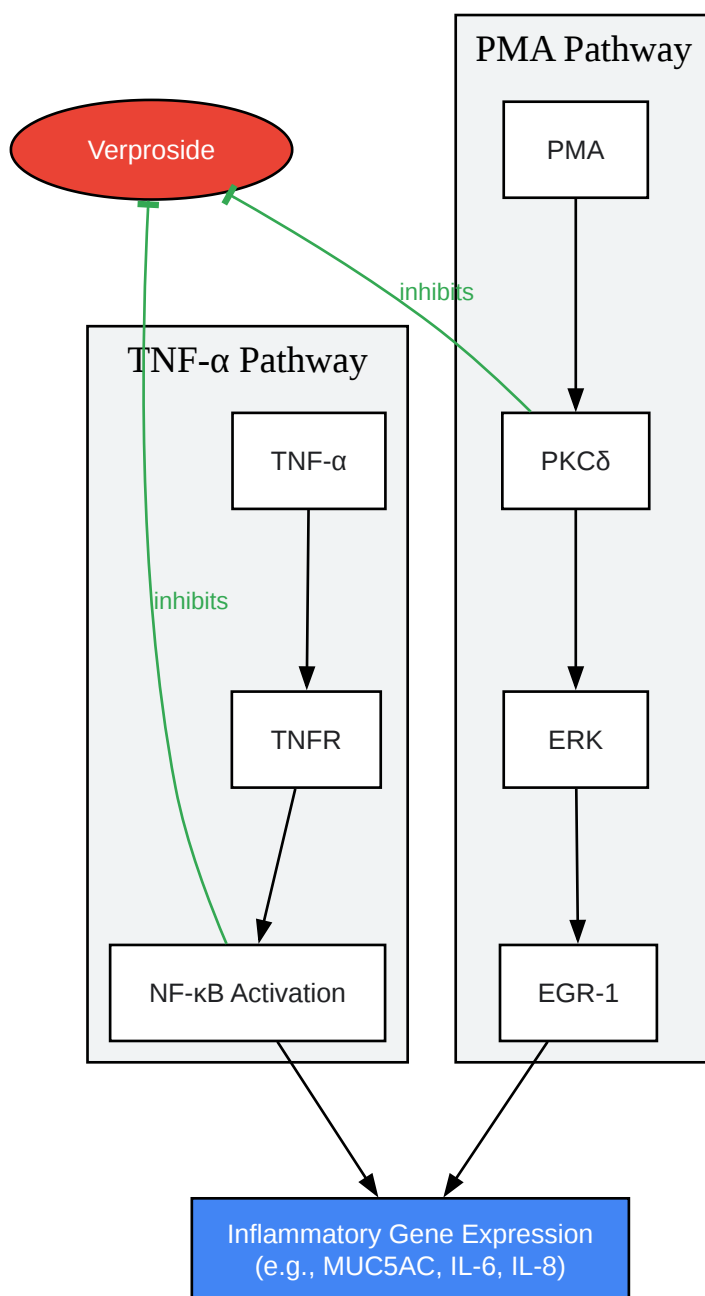 PMA Pathway
Verproside
PMA
inhibits
TNF-α Pathway
TNF-α
PKCδ
inhibits
TNFR
ERK
NF-κB Activation
EGR-1
Inflammatory Gene Expression
(e.g., MUC5AC, IL-6, IL-8)